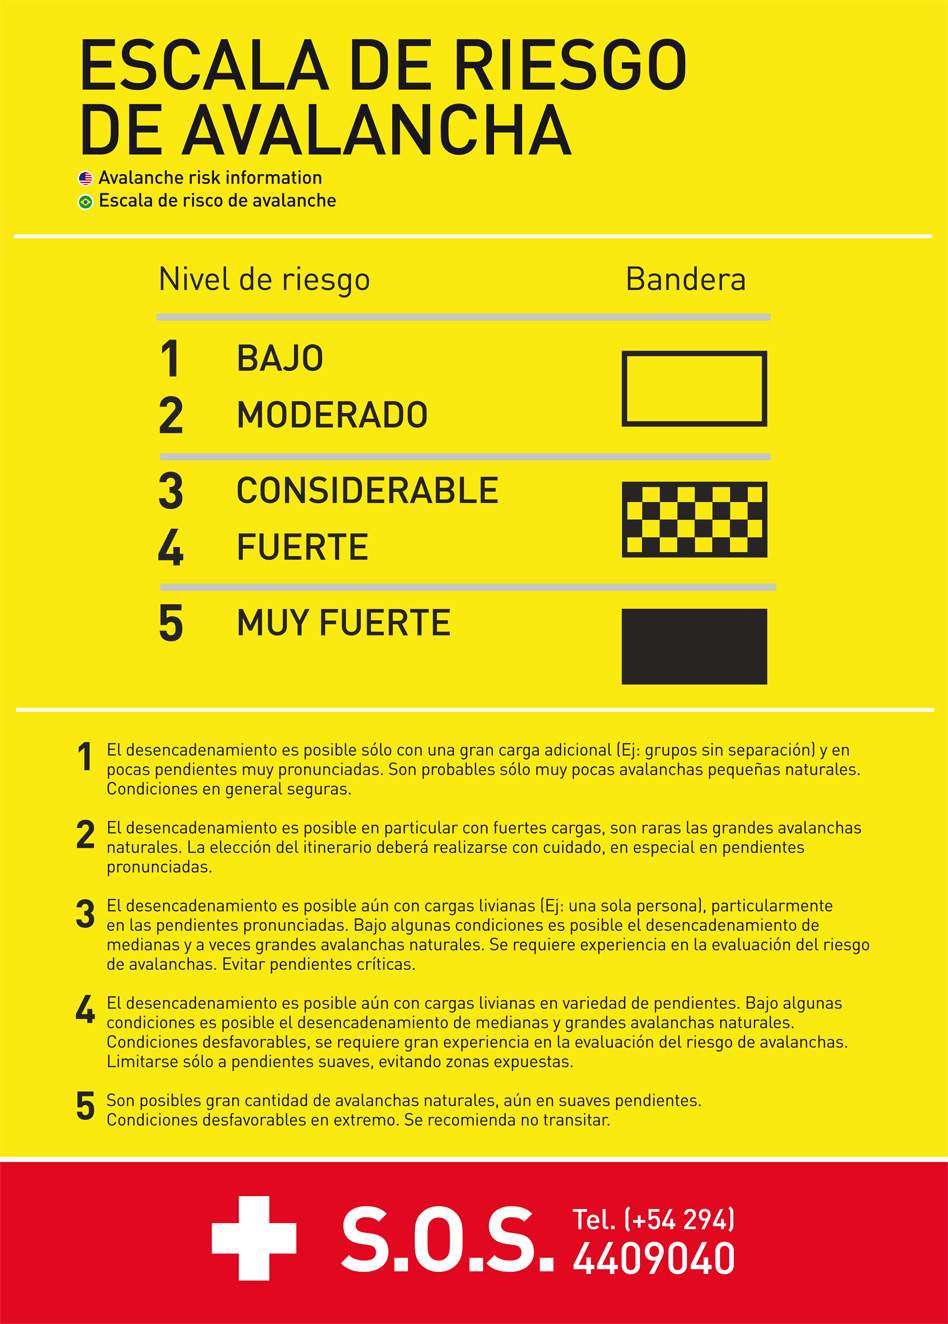 ESCALA DE RIESGO
DE AVALANCHA
Avalanche risk information
Escala de risco de avalanche
Nivel de riesgo Bandera
1 BAJO
2 MODERADO
3 CONSIDERABLE
4 FUERTE
5 MUY FUERTE
1 El desencadenamiento es posible sólo con una gran carga adicional (Ej: grupos sin separación) y en
pocas pendientes muy pronunciadas. Son probables sólo muy pocas avalanchas pequeñas naturales.
Condiciones en general seguras.
2 El desencadenamiento es posible en particular con fuertes cargas, son raras las grandes avalanchas
naturales. La elección del itinerario deberá realizarse con cuidado, en especial en pendientes
pronunciadas.
3 El desencadenamiento es posible aún con cargas livianas (Ej: una sola persona), particularmente
en las pendientes pronunciadas. Bajo algunas condiciones es posible el desencadenamiento de
medianas y a veces grandes avalanchas naturales. Se requiere experiencia en la evaluación del riesgo
de avalanchas. Evitar pendientes críticas.
4 El desencadenamiento es posible aún con cargas livianas en variedad de pendientes. Bajo algunas
condiciones es posible el desencadenamiento de medianas y grandes avalanchas naturales.
Condiciones desfavorables, se requiere gran experiencia en la evaluación del riesgo de avalanchas.
Limitarse sólo a pendientes suaves, evitando zonas expuestas.
5 Son posibles gran cantidad de avalanchas naturales, aún en suaves pendientes.
Condiciones desfavorables en extremo. Se recomienda no transitar.
S.O.S. Tel. (+54 294)
4409040